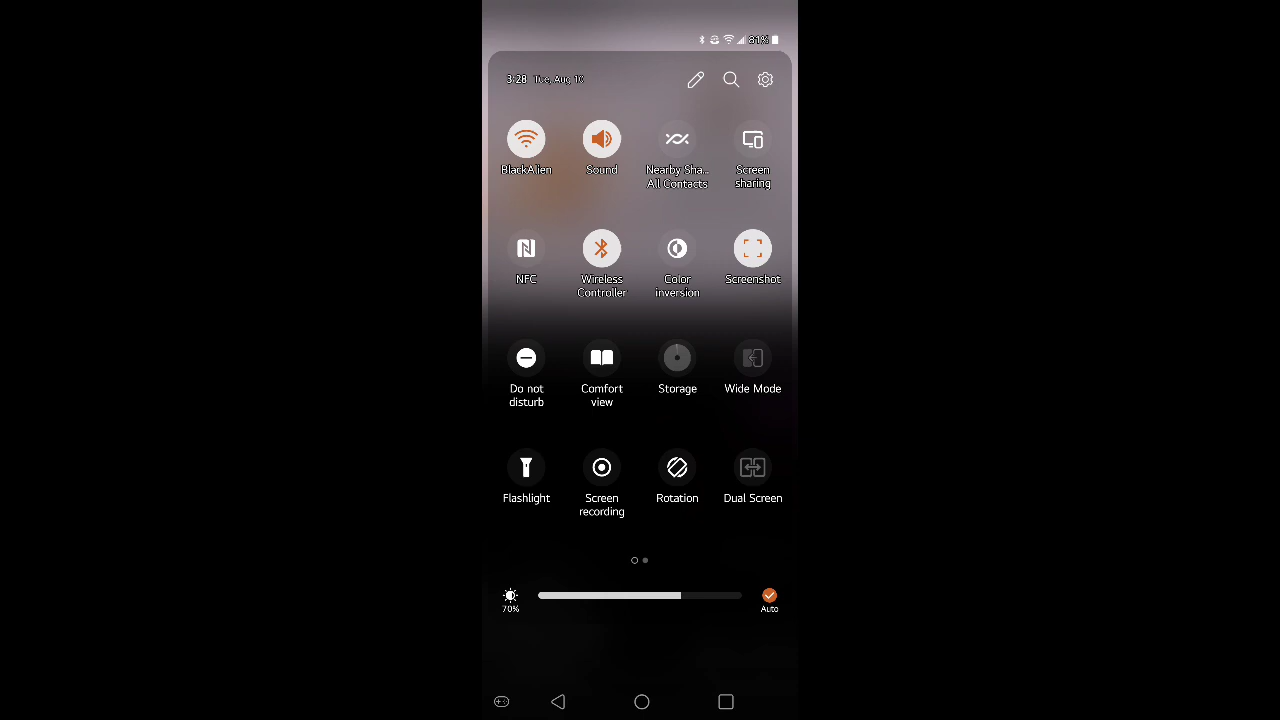 81%
3:28 Tue, Aug 10
BlackAlien
Sound
Nearby Sha...
All Contacts
Screen
sharing
NFC
Wireless
Controller
Color
inversion
Screenshot
Do not
disturb
Comfort
view
Storage
Wide Mode
Flashlight
Screen
recording
Rotation
Dual Screen
70%
Auto